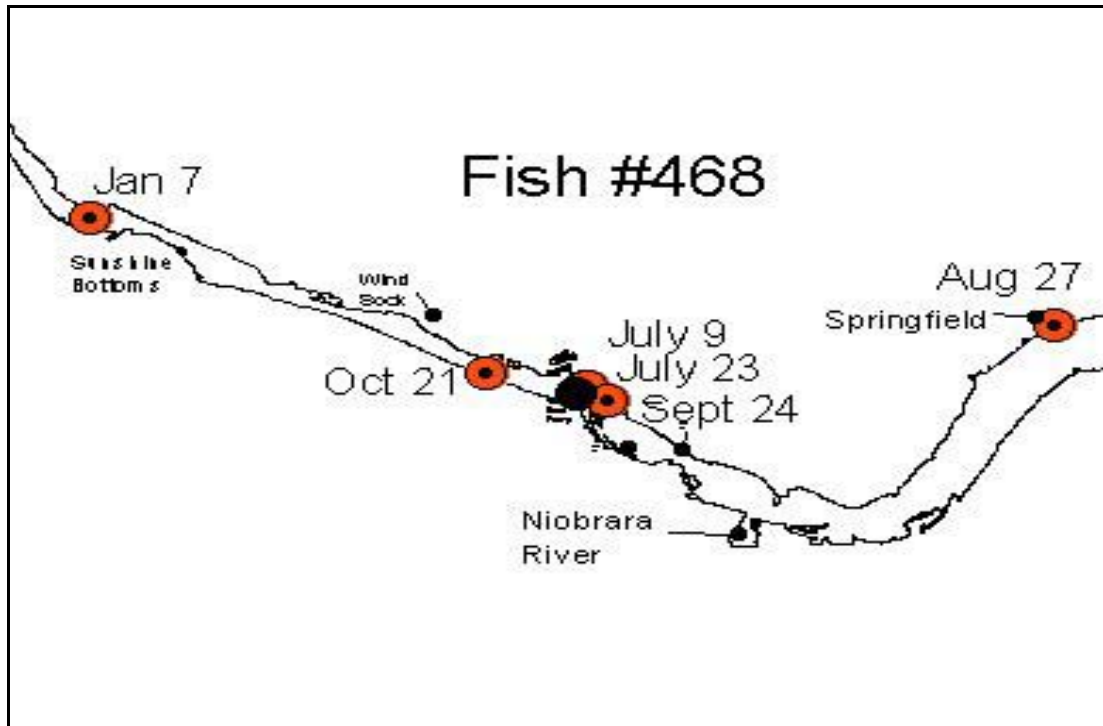 Fish #468
Jan 7
Sunshine
Bottoms
Wind
Sock
Aug 27
Springfield
July 9
July 23
Oct 21
Sept 24
Niobrara
River